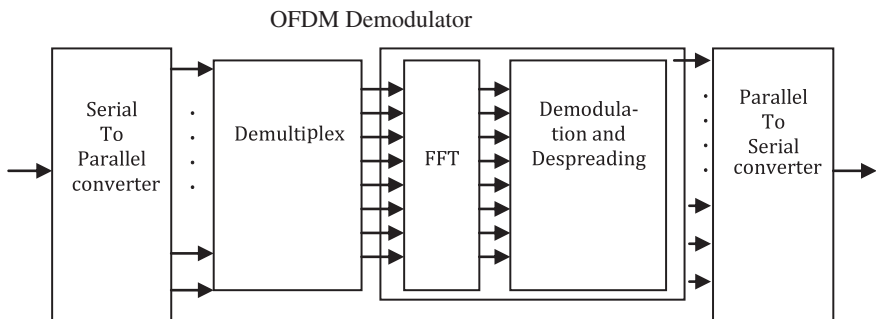 OFDM Demodulator
Serial
To
Parallel
converter
Demultiplex
FFT
Demodula-
tion and
Despreading
Parallel
To
Serial
converter